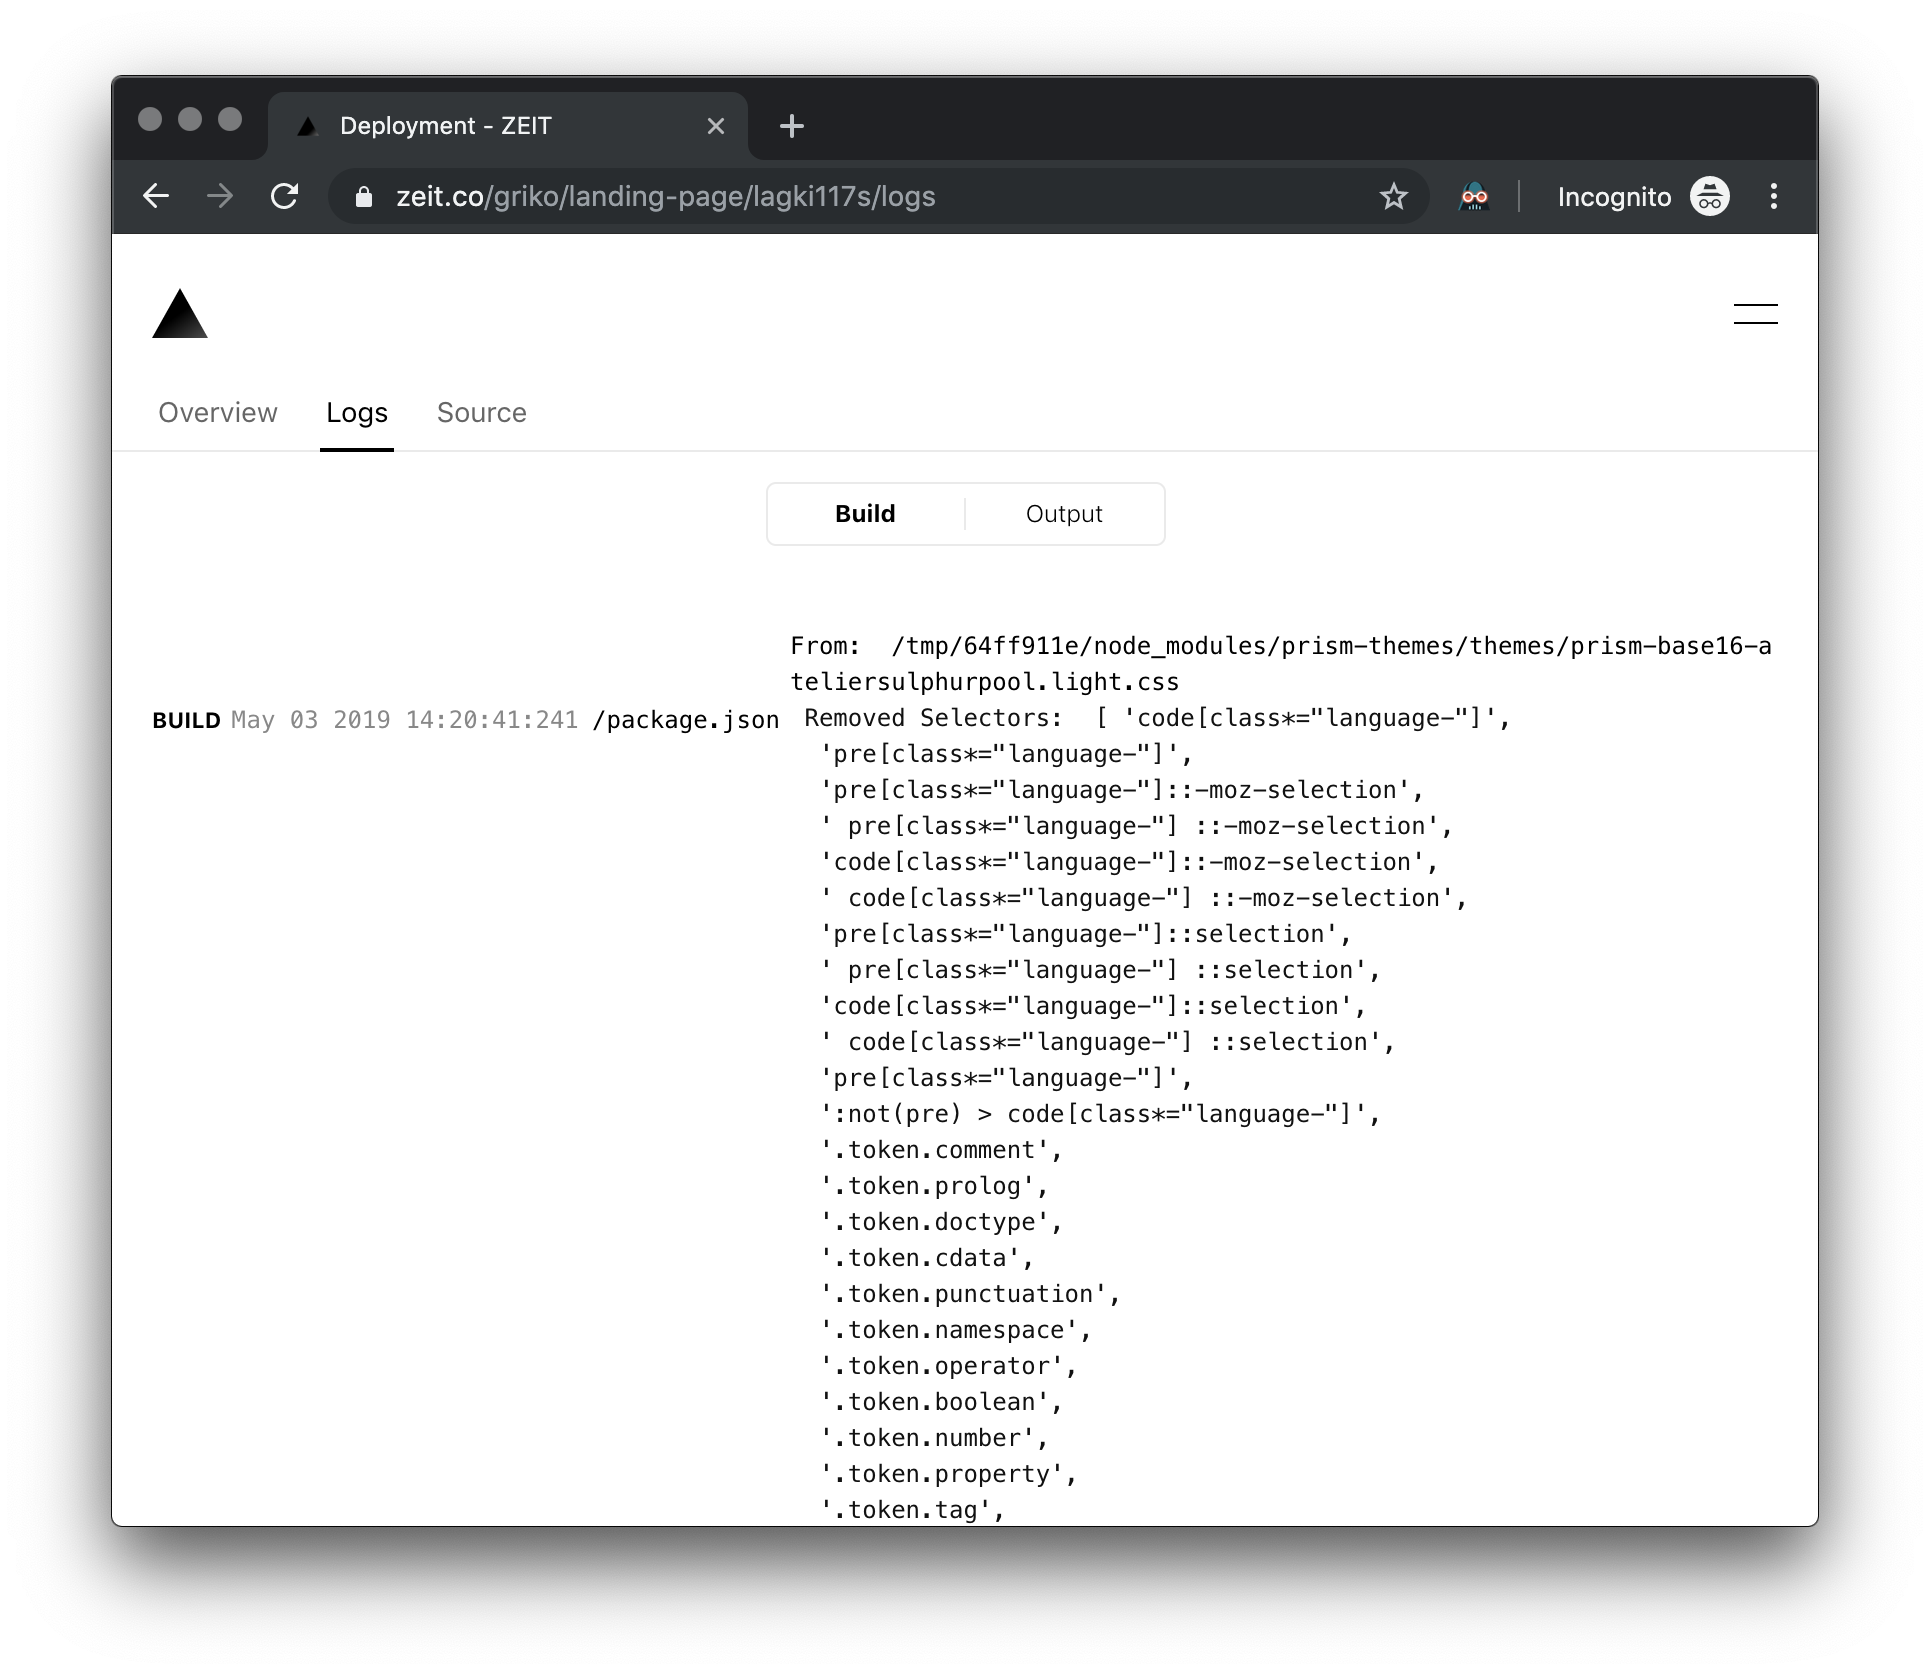 Deployment - ZEIT
zeit.co/griko/landing-page/lagki117s/logs
Incognito
Overview Logs Source
Build Output
From:  /tmp/64ff911e/node_modules/prism-themes/themes/prism-base16-a
teliersulphurpool.light.css
BUILD May 03 2019 14:20:41:241 /package.json  Removed Selectors:  [ 'code[class*="language-"]',
'pre[class*="language-"]',
'pre[class*="language-"]::-moz-selection',
' pre[class*="language-"] ::-moz-selection',
'code[class*="language-"]::-moz-selection',
' code[class*="language-"] ::-moz-selection',
'pre[class*="language-"]::selection',
' pre[class*="language-"] ::selection',
'code[class*="language-"]::selection',
' code[class*="language-"] ::selection',
'pre[class*="language-"]',
':not(pre) > code[class*="language-"]',
'.token.comment',
'.token.prolog',
'.token.doctype',
'.token.cdata',
'.token.punctuation',
'.token.namespace',
'.token.operator',
'.token.boolean',
'.token.number',
'.token.property',
'.token.tag',